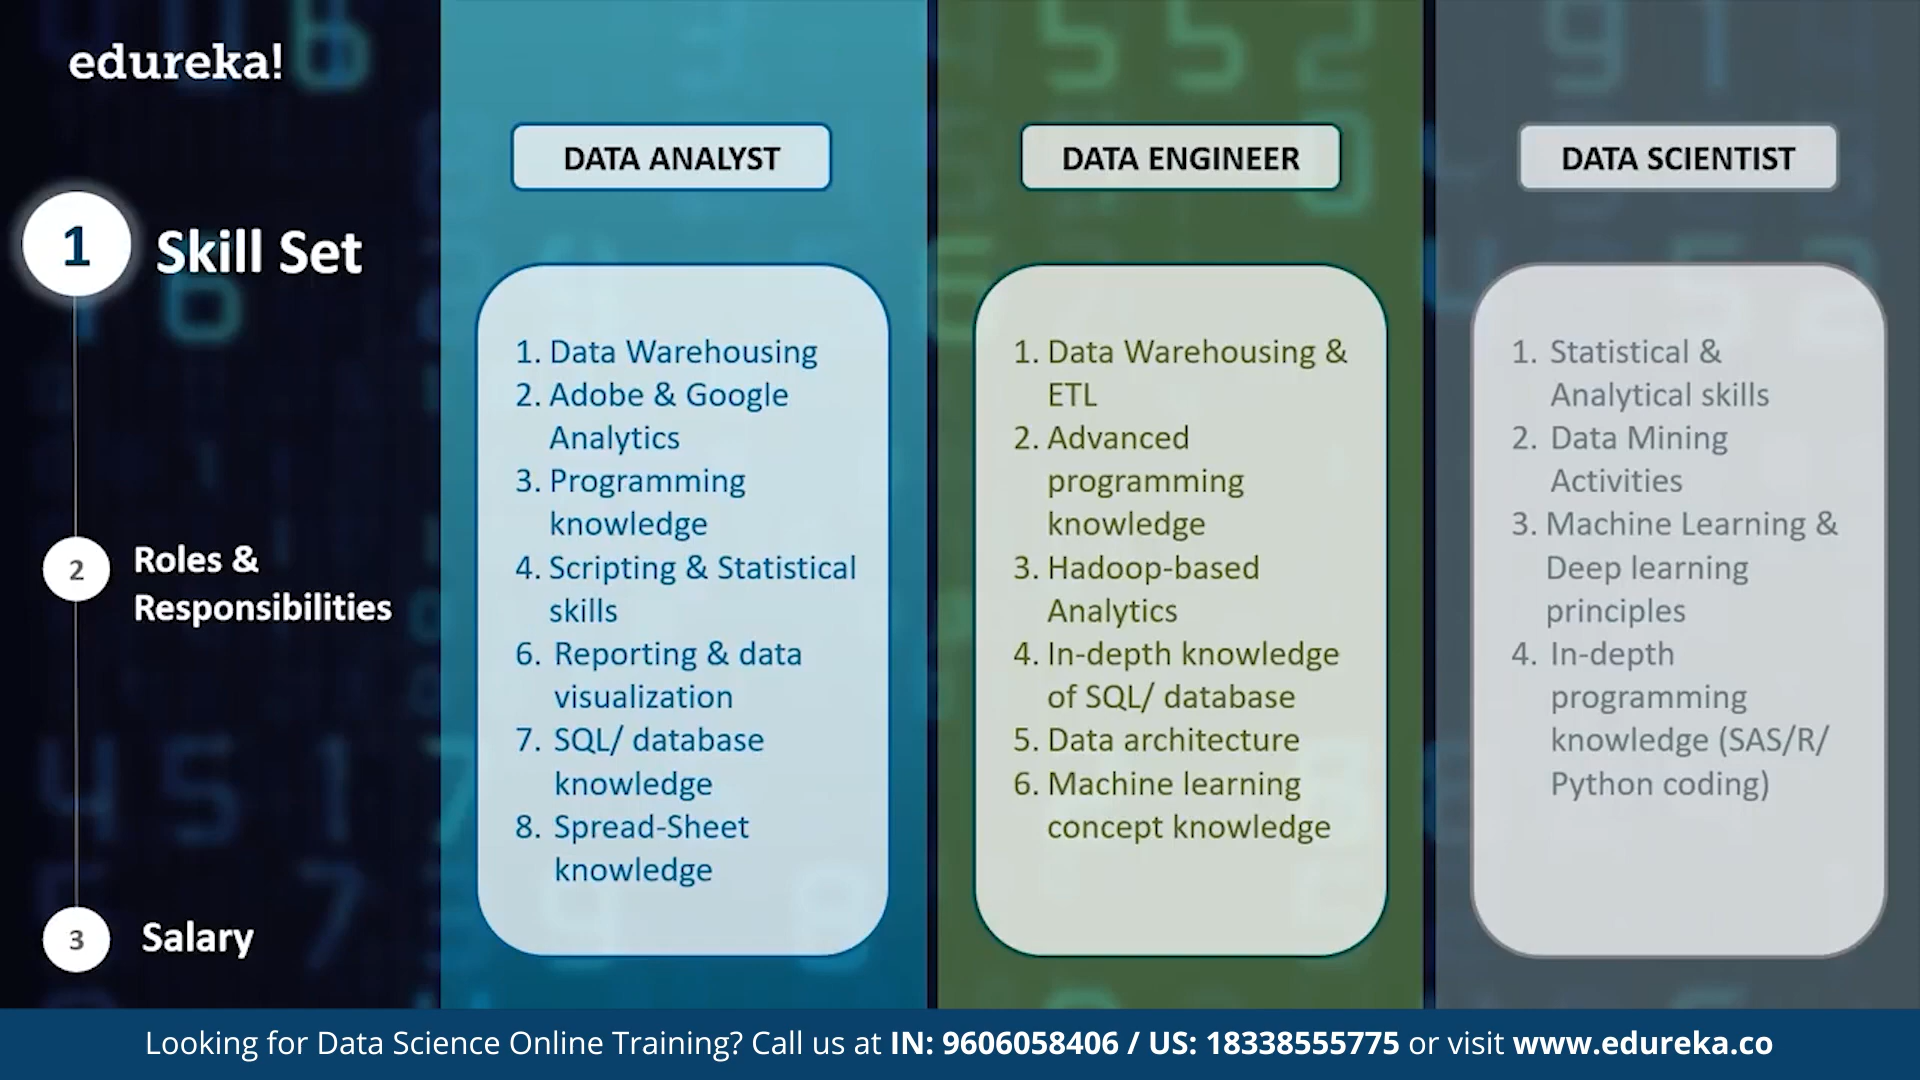 edureka!
1
Skill Set
2
Roles &
Responsibilities
3
Salary
DATA ANALYST
1. Data Warehousing
2. Adobe & Google
Analytics
3. Programming
knowledge
4. Scripting & Statistical
skills
6. Reporting & data
visualization
7. SQL/ database
knowledge
8. Spread-Sheet
knowledge
DATA ENGINEER
1. Data Warehousing &
ETL
2. Advanced
programming
knowledge
3. Hadoop-based
Analytics
4. In-depth knowledge
of SQL/ database
5. Data architecture
6. Machine learning
concept knowledge
DATA SCIENTIST
1. Statistical &
Analytical skills
2. Data Mining
Activities
3. Machine Learning &
Deep learning
principles
4. In-depth
programming
knowledge (SAS/R/
Python coding)
Looking for Data Science Online Training? Call us at IN: 9606058406 / US: 18338555775 or visit www.edureka.co